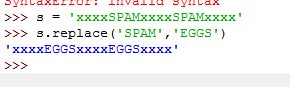 SyntaxError: invalid syntax
>>> s = 'xxxxSPAMxxxxSPAMxxxx'
>>> s.replace('SPAM','EGGS')
'xxxxEGGSxxxxEGGSxxxx'
>>>